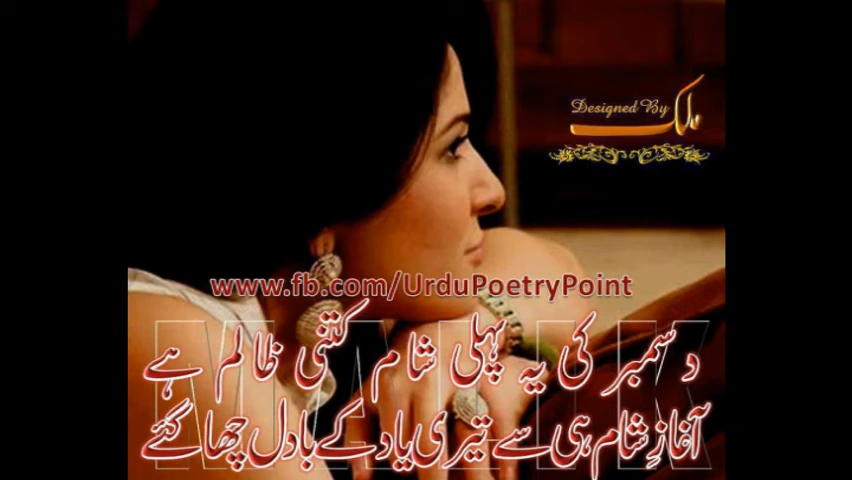 Designed By
ملک
www.fb.com/UrduPoetryPoint
MALIK
دسمبر کی یہ پہلی شام کتنی ظالم ہے
آغازِ شام ہی سے تیری یاد کے بادل چھا گئے